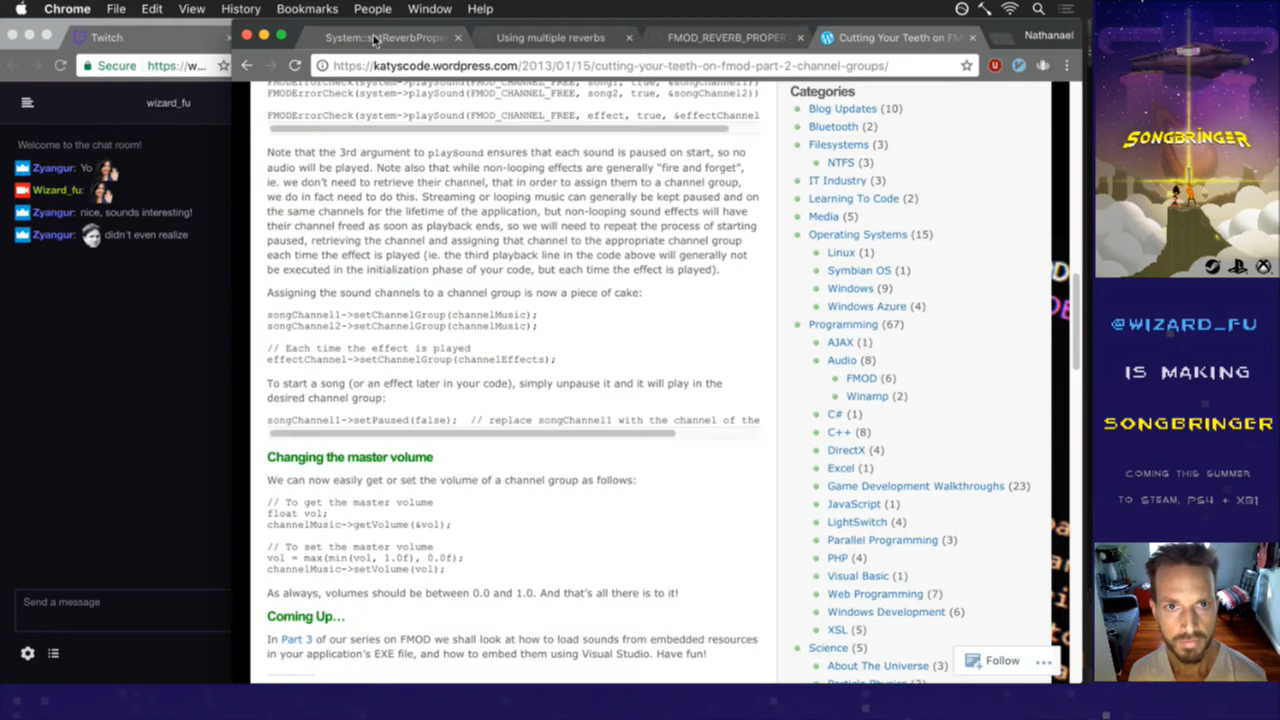 Chrome File Edit View History Bookmarks People Window Help
Twitch
System::setReverbProper
Using multiple reverbs
FMOD_REVERB_PROPERT
Cutting Your Teeth on FM
Nathanael
Secure https://w...
https://katyscode.wordpress.com/2013/01/15/cutting-your-teeth-on-fmod-part-2-channel-groups/
wizard_fu
Welcome to the chat room!
Zyangur: Yo
Wizard_fu:
Zyangur: nice, sounds interesting!
Zyangur: didn't even realize
Send a message
FMODErrorCheck(system->playSound(FMOD_CHANNEL_FREE, song1, true, &songChannel1))
FMODErrorCheck(system->playSound(FMOD_CHANNEL_FREE, song2, true, &songChannel2))
FMODErrorCheck(system->playSound(FMOD_CHANNEL_FREE, effect, true, &effectChannel
Note that the 3rd argument to playSound ensures that each sound is paused on start, so no
audio will be played. Note also that while non-looping effects are generally "fire and forget",
ie. we don't need to retrieve their channel, that in order to assign them to a channel group,
we do in fact need to do this. Streaming or looping music can generally be kept paused and on
the same channels for the lifetime of the application, but non-looping sound effects will have
their channel freed as soon as playback ends, so we will need to repeat the process of starting
paused, retrieving the channel and assigning that channel to the appropriate channel group
each time the effect is played (ie. the third playback line in the code above will generally not
be executed in the initialization phase of your code, but each time the effect is played).
Assigning the sound channels to a channel group is now a piece of cake:
songChannel1->setChannelGroup(channelMusic);
songChannel2->setChannelGroup(channelMusic);
// Each time the effect is played
effectChannel->setChannelGroup(channelEffects);
To start a song (or an effect later in your code), simply unpause it and it will play in the
desired channel group:
songChannel1->setPaused(false); // replace songChannel1 with the channel of the
Changing the master volume
We can now easily get or set the volume of a channel group as follows:
// To get the master volume
float vol;
channelMusic->getVolume(&vol);
// To set the master volume
vol = max(min(vol, 1.0f), 0.0f);
channelMusic->setVolume(vol);
As always, volumes should be between 0.0 and 1.0. And that's all there is to it!
Coming Up...
In Part 3 of our series on FMOD we shall look at how to load sounds from embedded resources
in your application's EXE file, and how to embed them using Visual Studio. Have fun!
Categories
Blog Updates (10)
Bluetooth (2)
Filesystems (3)
NTFS (3)
IT Industry (3)
Learning To Code (2)
Media (5)
Operating Systems (15)
Linux (1)
Symbian OS (1)
Windows (9)
Windows Azure (4)
Programming (67)
AJAX (1)
Audio (8)
FMOD (6)
Winamp (2)
C# (1)
C++ (8)
DirectX (4)
Excel (1)
Game Development Walkthroughs (23)
JavaScript (1)
LightSwitch (4)
Parallel Programming (3)
PHP (4)
Visual Basic (1)
Web Programming (7)
Windows Development (6)
XSL (5)
Science (5)
About The Universe (3)
Follow
SONGBRINGER
@WIZARD_FU
IS MAKING
SONGBRINGER
COMING THIS SUMMER
TO STEAM, PS4 + XB1